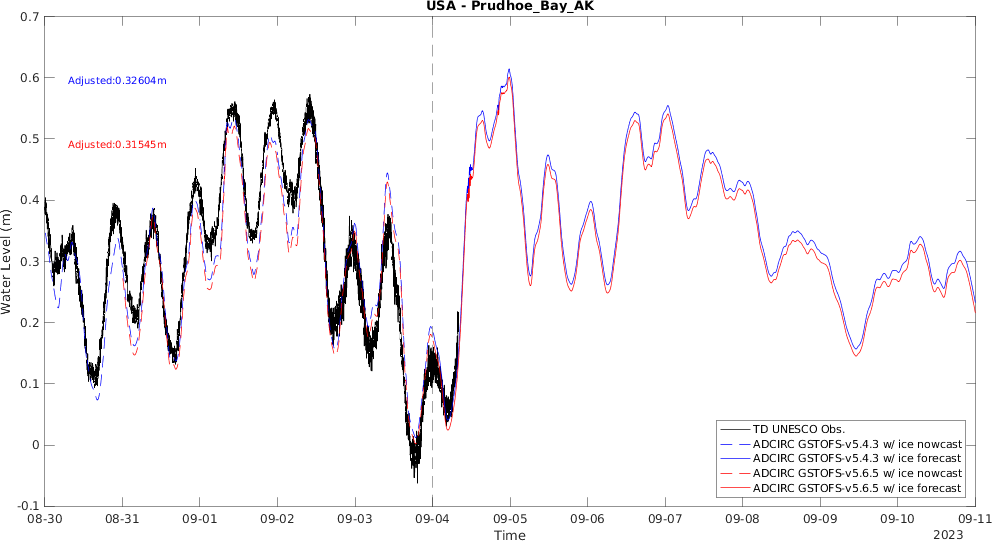 USA - Prudhoe_Bay_AK
0.7
0.6
0.5
0.4
0.3
0.2
0.1
0
-0.1
Water Level (m)
Adjusted:0.32604m
Adjusted:0.31545m
TD UNESCO Obs.
ADCIRC GSTOFS-v5.4.3 w/ ice nowcast
ADCIRC GSTOFS-v5.4.3 w/ ice forecast
ADCIRC GSTOFS-v5.6.5 w/ ice nowcast
ADCIRC GSTOFS-v5.6.5 w/ ice forecast
08-30 08-31 09-01 09-02 09-03 09-04 09-05 09-06 09-07 09-08 09-09 09-10 09-11
Time
2023